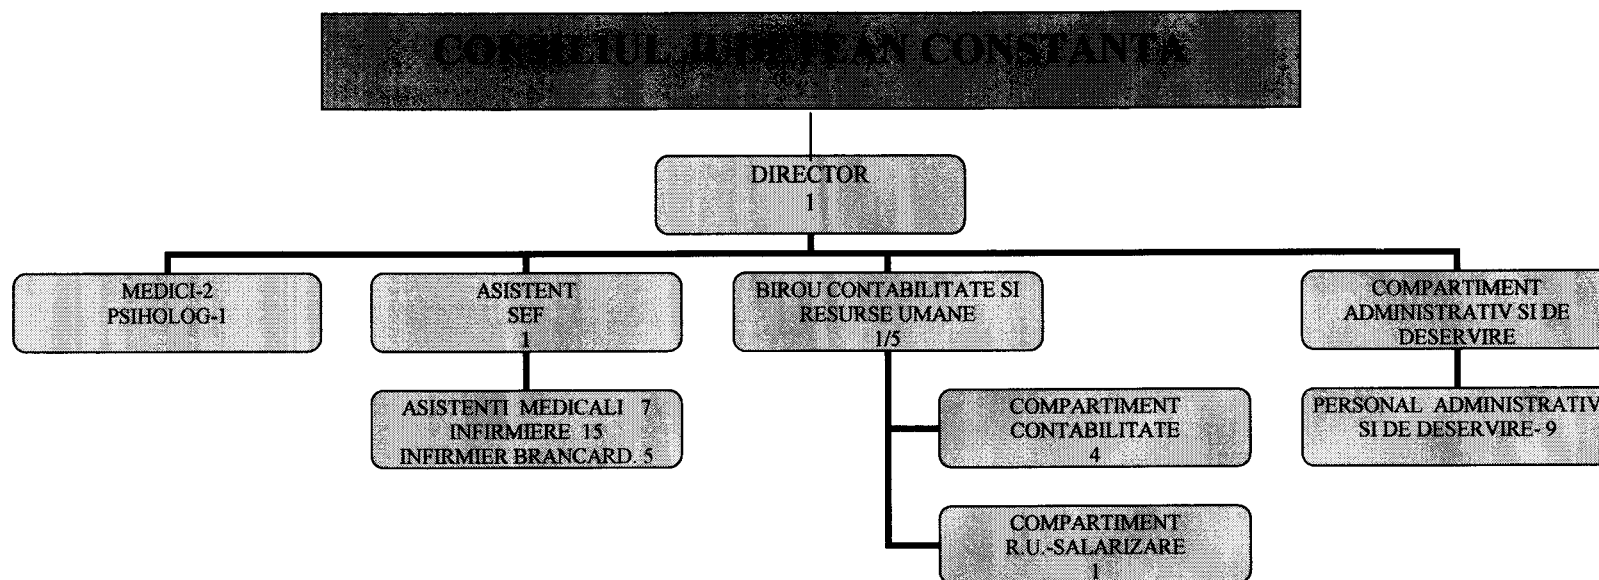 CONSILIUL JUDEŢEAN CONSTANTA
DIRECTOR
1
MEDICI-2
PSIHOLOG-1
ASISTENT
SEF
1
BIROU CONTABILITATE SI
RESURSE UMANE
1/5
COMPARTIMENT
ADMINISTRATIV SI DE
DESERVIRE
ASISTENTI MEDICALI 7
INFIRMIERE 15
INFIRMIER BRANCARD. 5
COMPARTIMENT
CONTABILITATE
4
PERSONAL ADMINISTRATIV
SI DE DESERVIRE- 9
COMPARTIMENT
R.U.-SALARIZARE
1